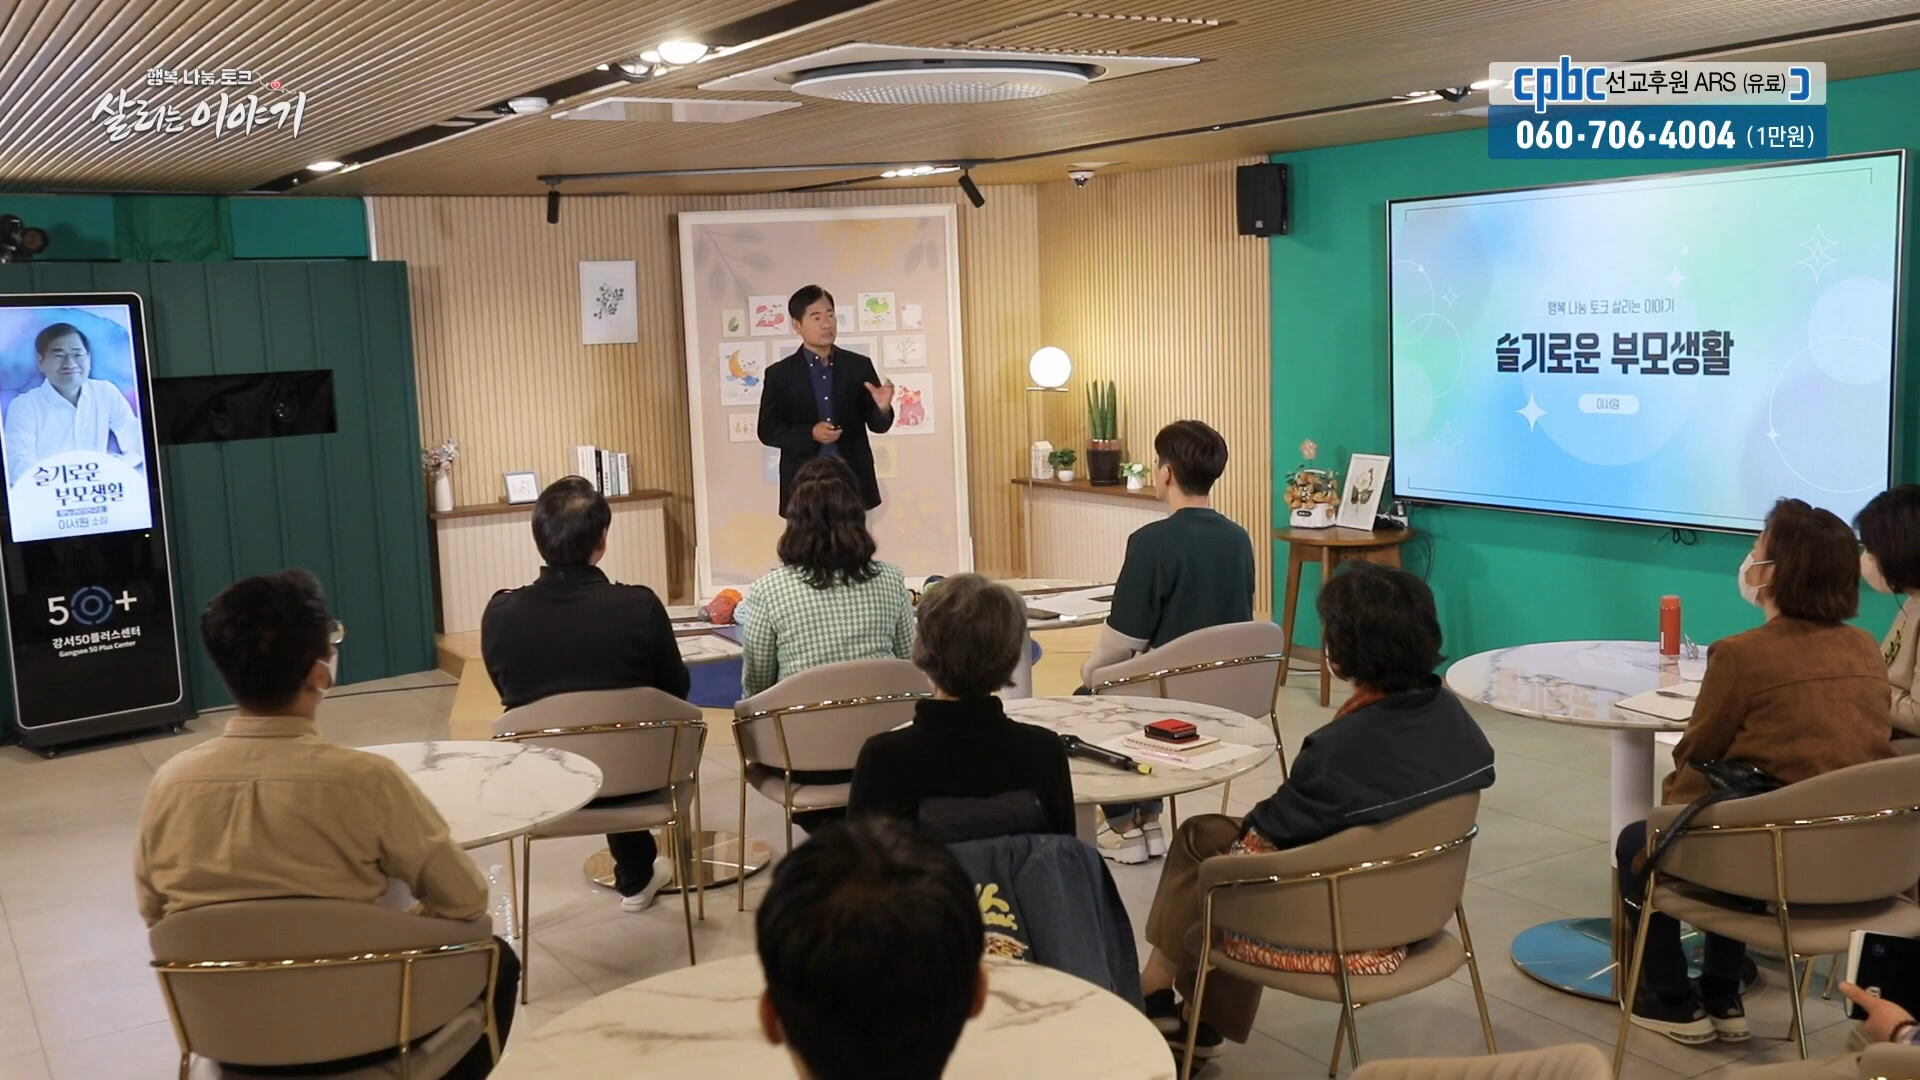 행복 나눔 토크
살리는 이야기
cpbc 선교후원 ARS (유료)
060·706·4004 (1만원)
행복 나눔 토크 살리는 이야기
슬기로운 부모생활
이서원
슬기로운
부모생활
이서원 소장
50+
강서50플러스센터
Gangseo 50 Plus Center